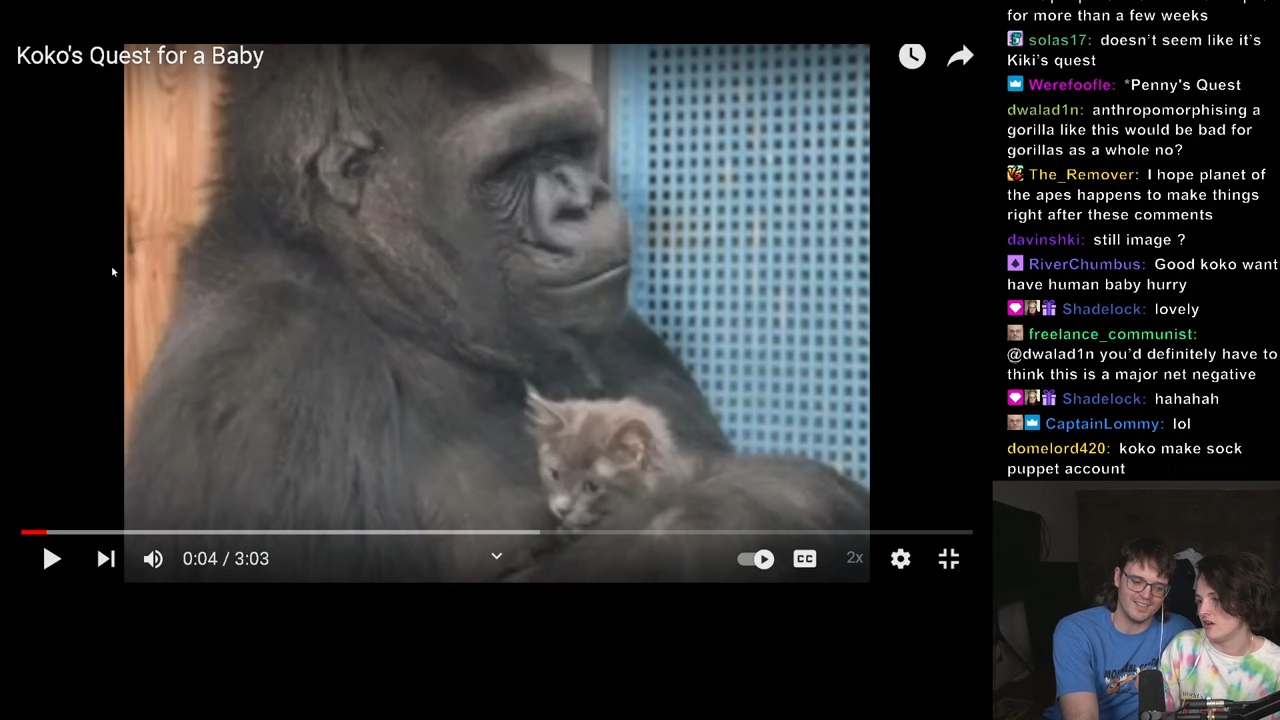 Koko's Quest for a Baby
0:04 / 3:03
CC
2x
for more than a few weeks
solas17: doesn’t seem like it’s
Kiki’s quest
Werefoofle: *Penny's Quest
dwalad1n: anthropomorphising a
gorilla like this would be bad for
gorillas as a whole no?
The_Remover: I hope planet of
the apes happens to make things
right after these comments
davinshki: still image ?
RiverChumbus: Good koko want
have human baby hurry
Shadelock: lovely
freelance_communist:
@dwalad1n you’d definitely have to
think this is a major net negative
Shadelock: hahahah
CaptainLommy: lol
domelord420: koko make sock
puppet account